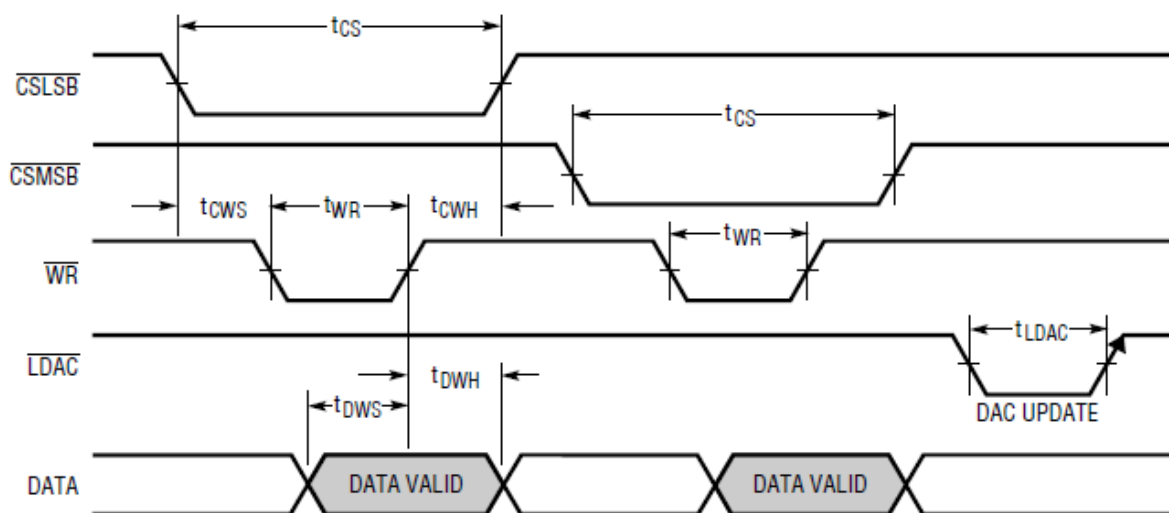 tCS
CSLSB
tCS
CSMSB
tCWS tWR tCWH
tWR
WR
tLDAC
LDAC
tDWH
tDWS
DAC UPDATE
DATA DATA VALID DATA VALID